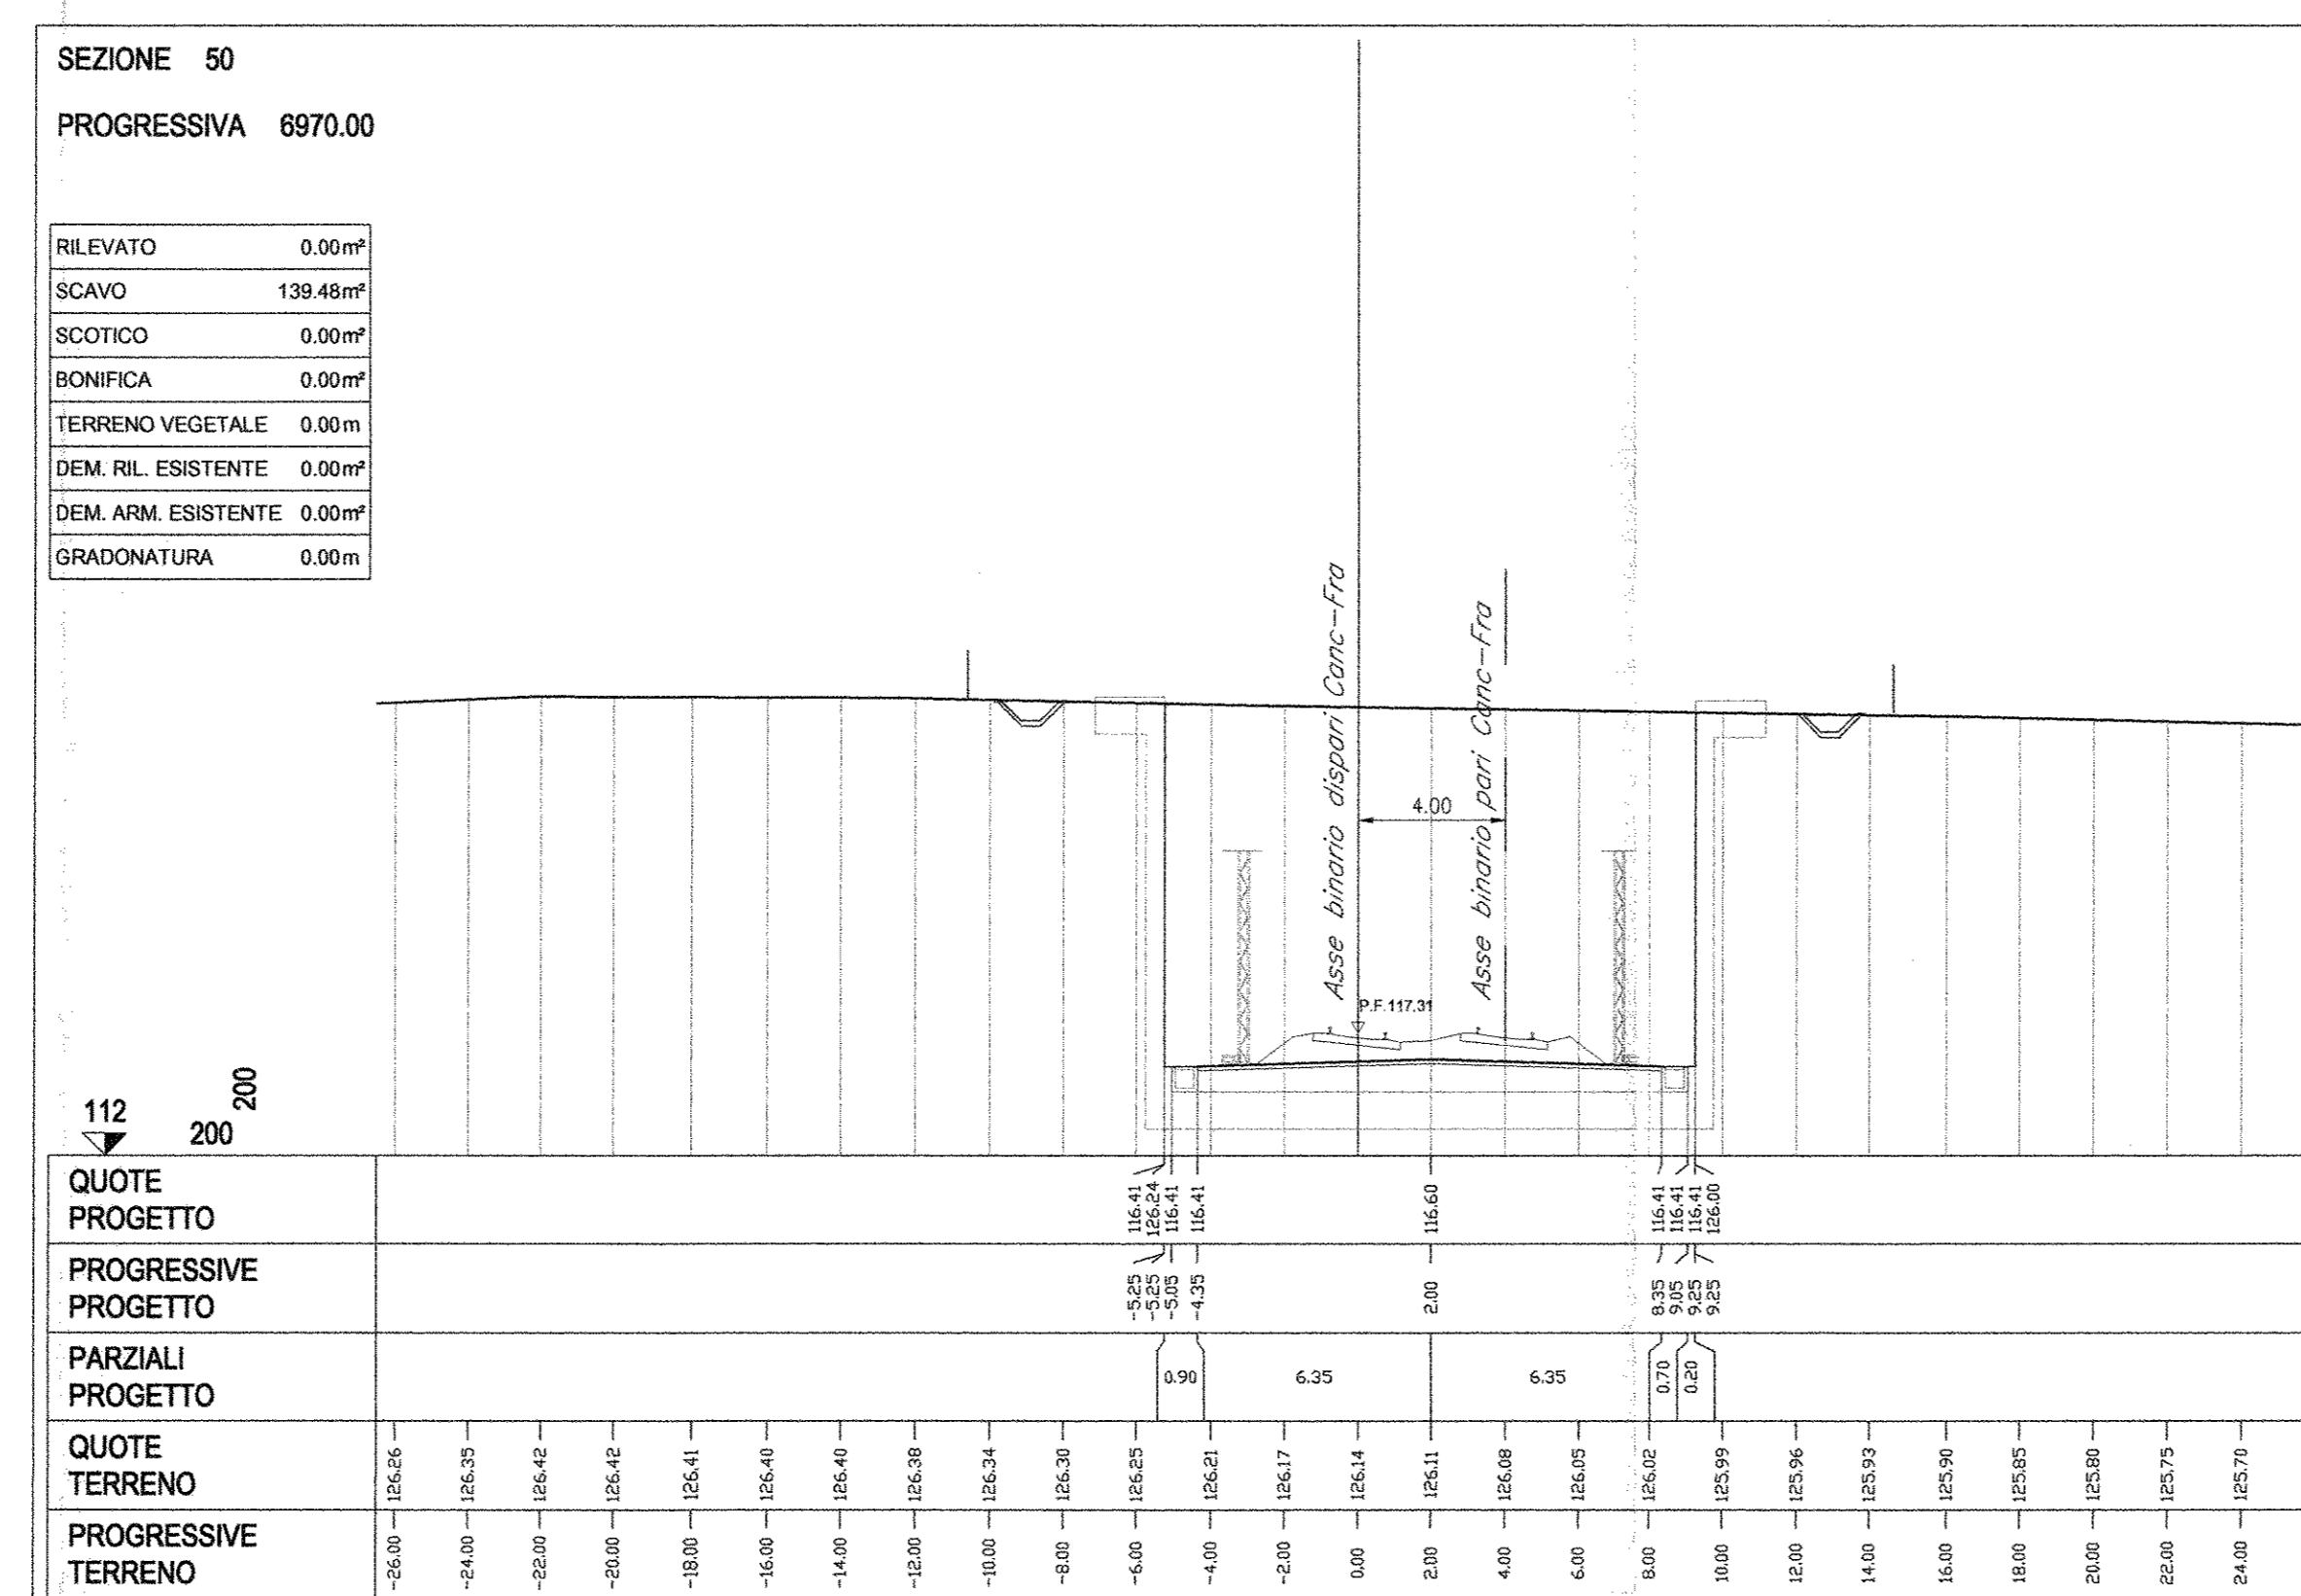 SEZIONE 50
PROGRESSIVA 6970.00
RILEVATO 0.00m²
SCAVO 139.48m²
SCOTICO 0.00m²
BONIFICA 0.00m²
TERRENO VEGETALE 0.00m
DEM. RIL. ESISTENTE 0.00m²
DEM. ARM. ESISTENTE 0.00m²
GRADONATURA 0.00m
Asse binario dispari Canc-Fra
Asse binario pari Canc-Fra
4.00
P.F. 117.31
112
200
200
QUOTE
PROGETTO
116.41 126.24 116.41 116.41 116.60 116.41 116.41 116.41 126.00
PROGRESSIVE
PROGETTO
-5.25 -5.25 -5.05 -4.35 2.00 8.35 9.05 9.25 9.25
PARZIALI
PROGETTO
0.90 6.35 6.35 0.70 0.20
QUOTE
TERRENO
126.26 126.35 126.42 126.42 126.41 126.40 126.40 126.38 126.34 126.30 126.25 126.21 126.17 126.14 126.11 126.08 126.05 126.02 125.99 125.96 125.93 125.90 125.85 125.80 125.75 125.70
PROGRESSIVE
TERRENO
-26.00 -24.00 -22.00 -20.00 -18.00 -16.00 -14.00 -12.00 -10.00 -8.00 -6.00 -4.00 -2.00 0.00 2.00 4.00 6.00 8.00 10.00 12.00 14.00 16.00 18.00 20.00 22.00 24.00